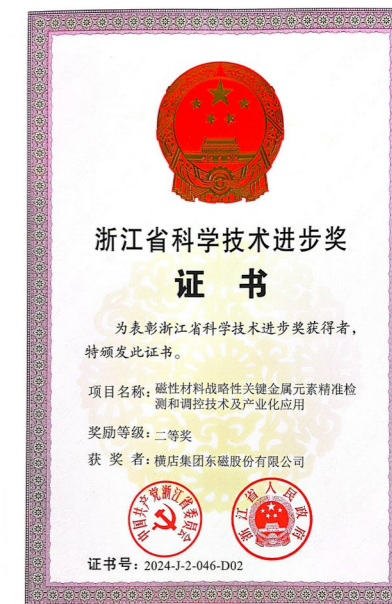 浙江省科学技术进步奖
证书
为表彰浙江省科学技术进步奖获得者，
特颁发此证书。
项目名称：磁性材料战略性关键金属元素精准检
测和调控技术及产业化应用
奖励等级：二等奖
获 奖 者：横店集团东磁股份有限公司
中国共产党浙江省委员会
浙江省人民政府
证书号：2024-J-2-046-D02